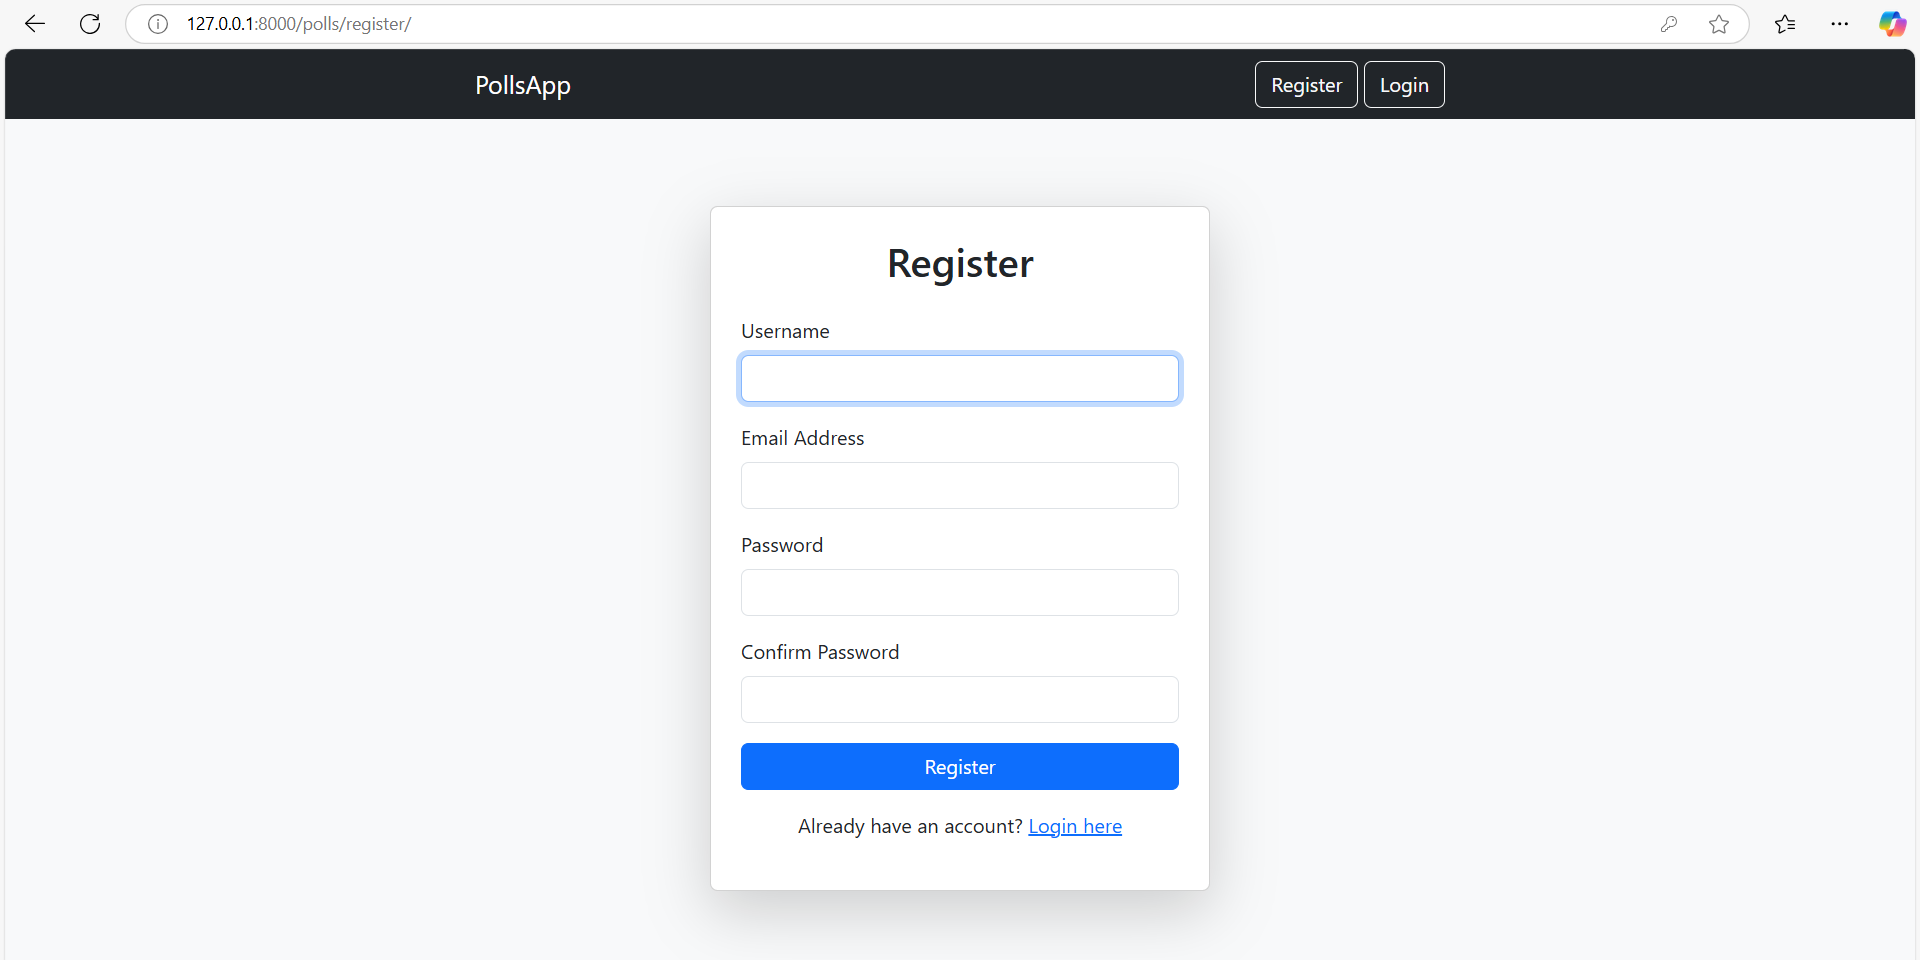 127.0.0.1:8000/polls/register/
PollsApp
Register
Login
Register
Username
Email Address
Password
Confirm Password
Register
Already have an account? Login here